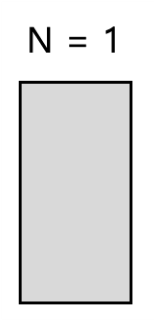 N = 1